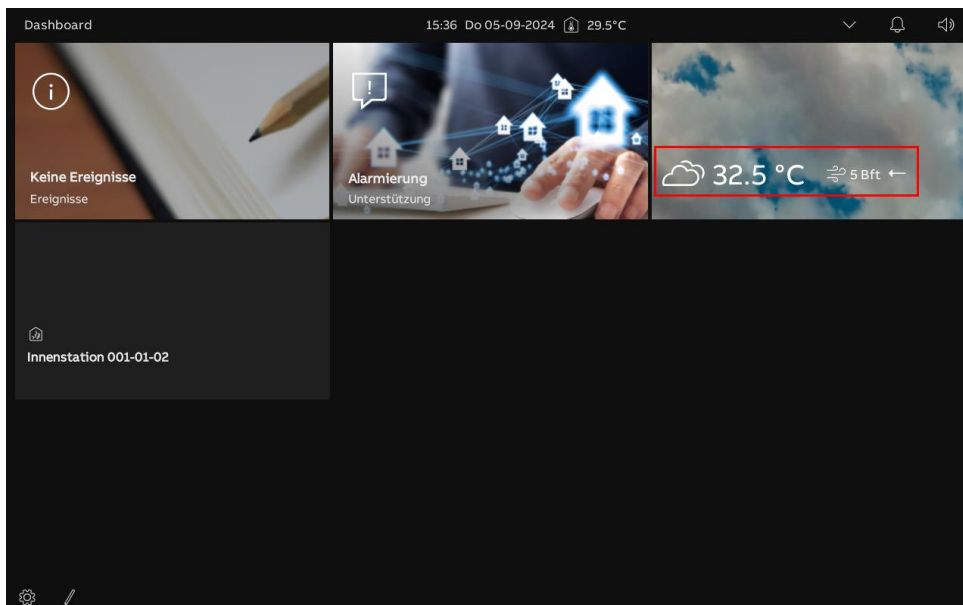 Dashboard
15:36 Do 05-09-2024 29.5°C
Keine Ereignisse
Ereignisse
Alarmierung
Unterstützung
32.5 °C 5 Bft ←
Innenstation 001-01-02